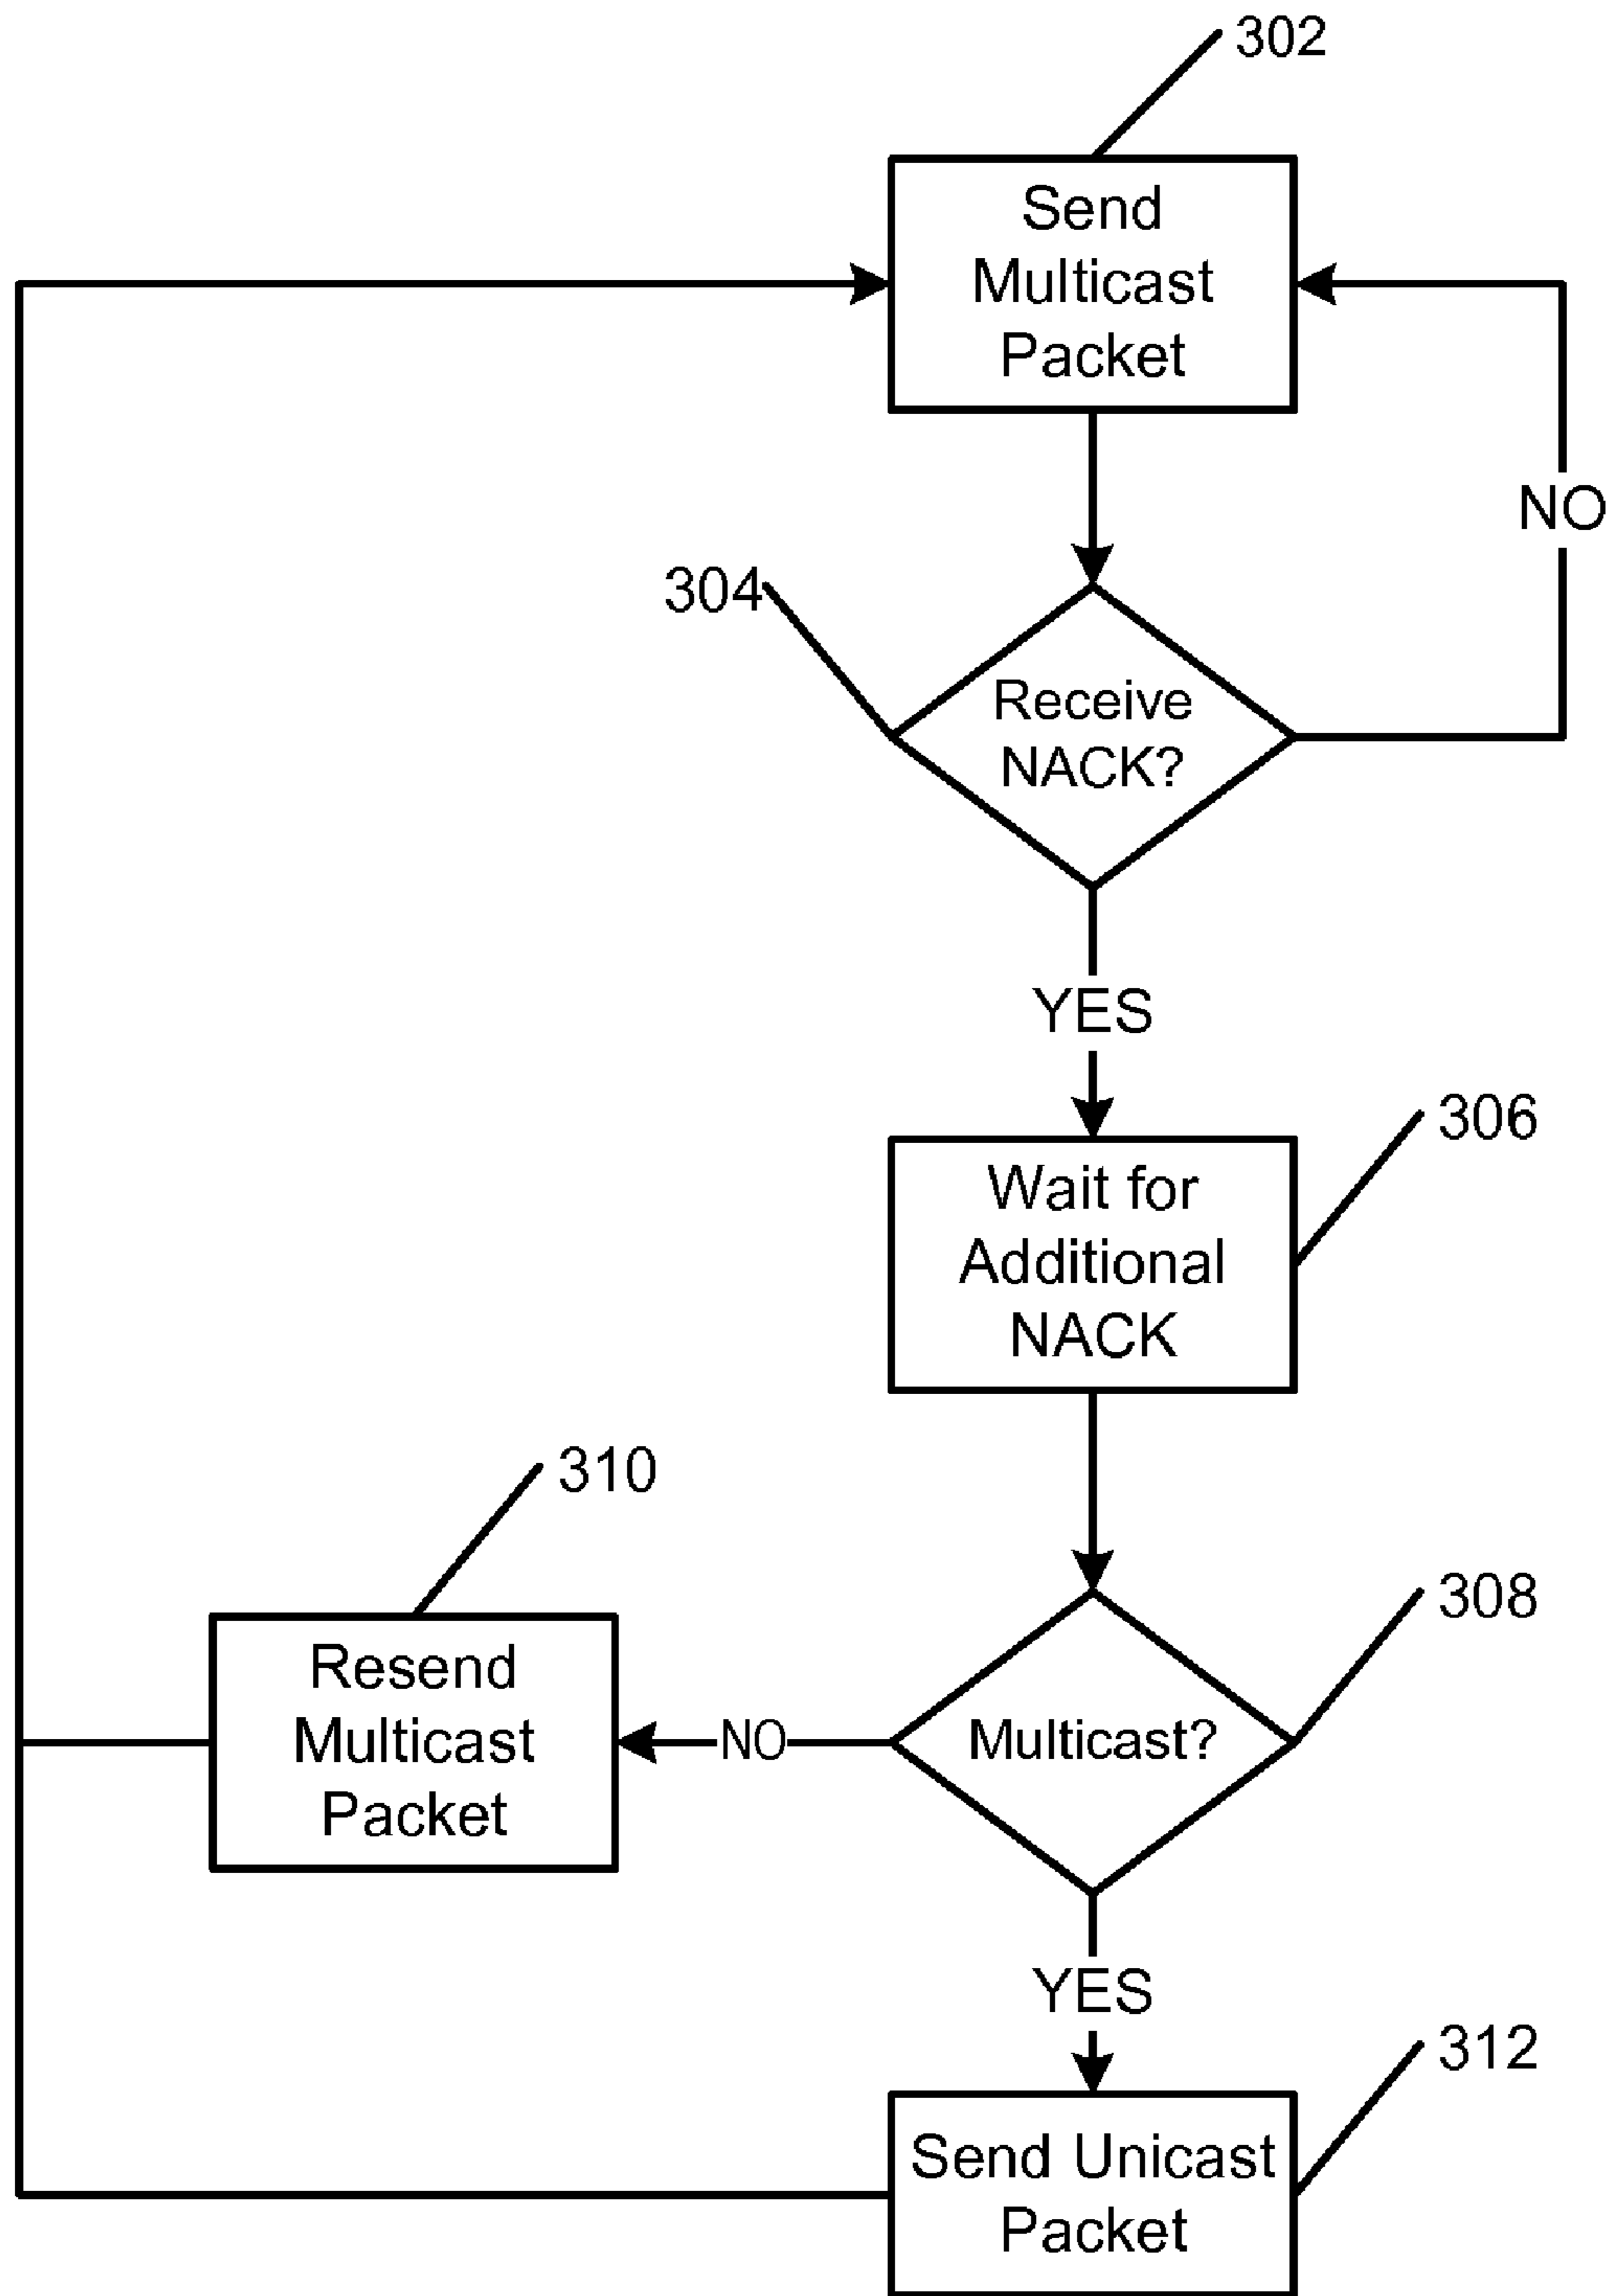 302
Send
Multicast
Packet
NO
304
Receive
NACK?
YES
306
Wait for
Additional
NACK
310
308
Resend
Multicast
Packet
NO
Multicast?
YES
312
Send Unicast
Packet